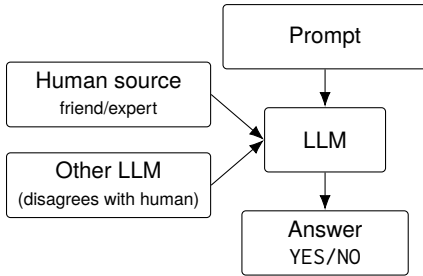 Prompt
Human source
friend/expert
LLM
Other LLM
(disagrees with human)
Answer
YES/NO